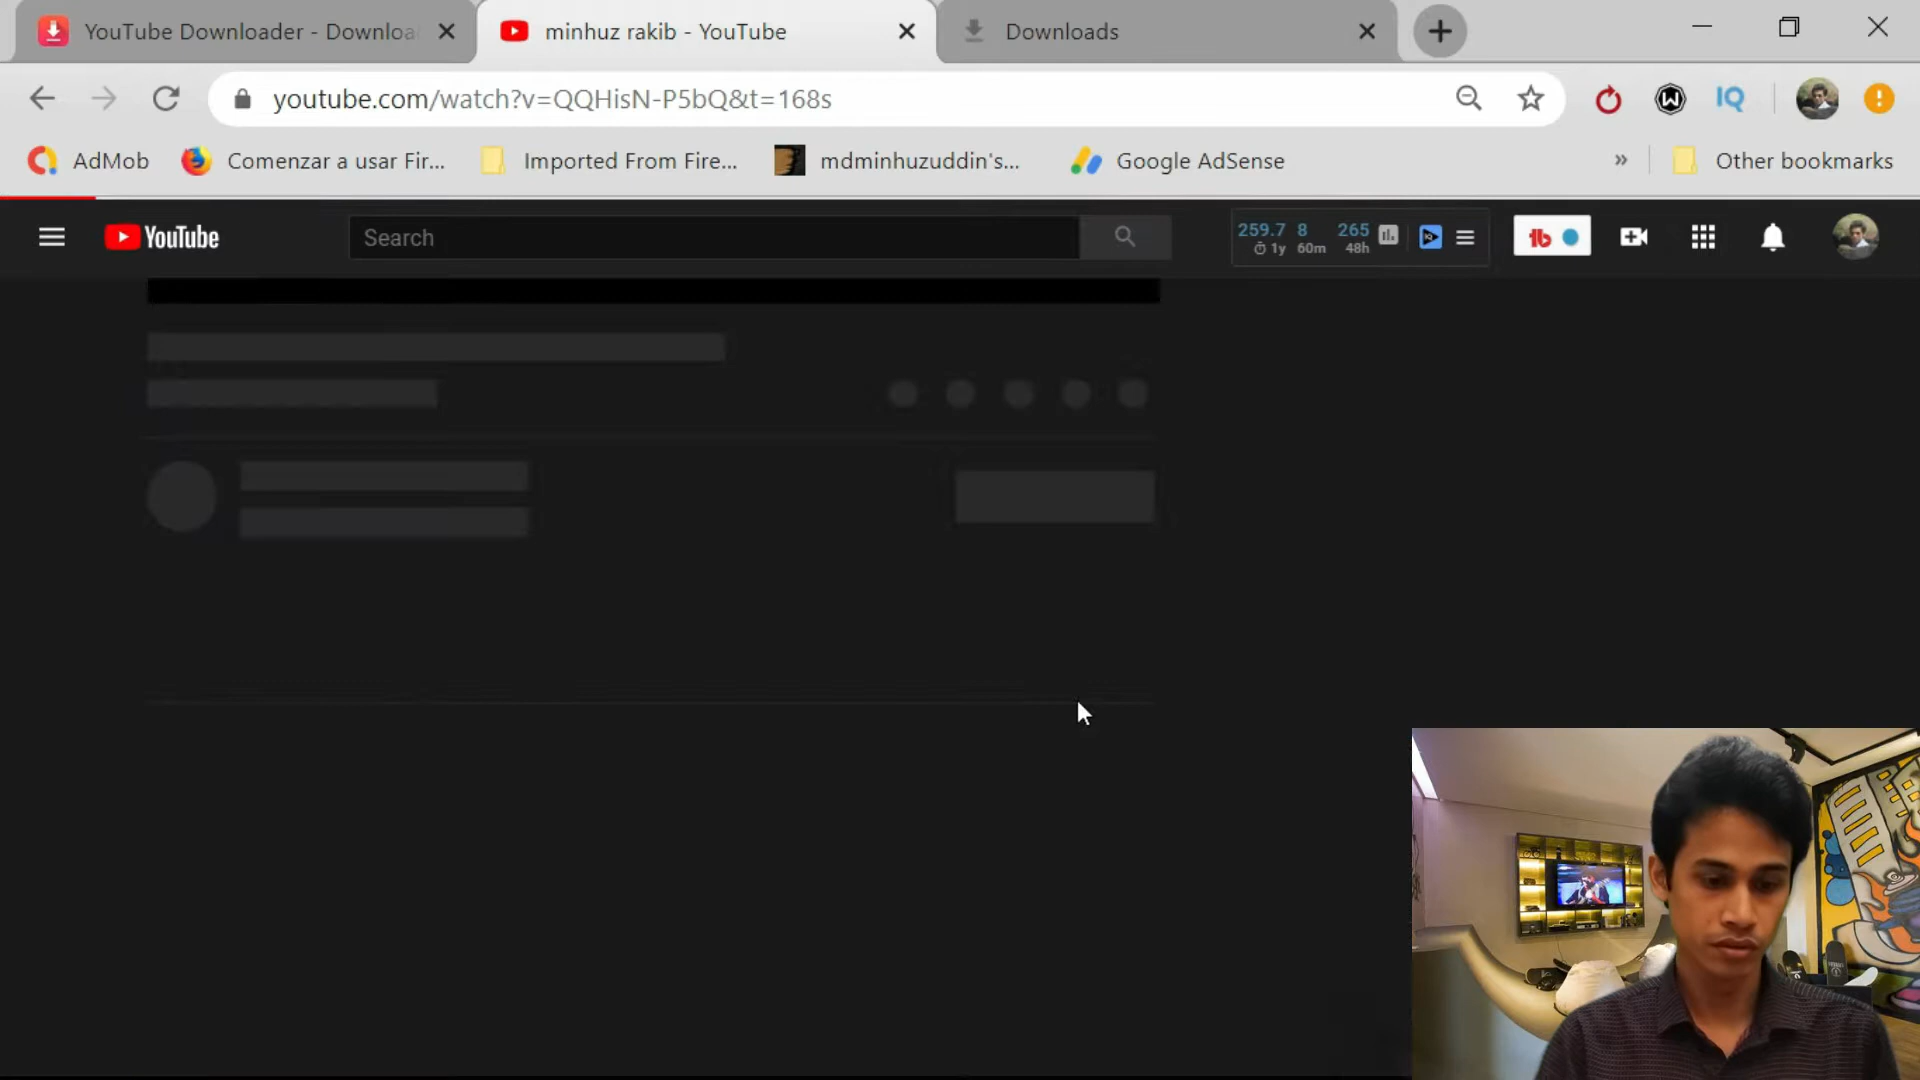 YouTube Downloader - Downloa
minhuz rakib - YouTube
Downloads
youtube.com/watch?v=QQHisN-P5bQ&t=168s
IQ
AdMob
Comenzar a usar Fir...
Imported From Fire...
mdminhuzuddin's...
Google AdSense
»
Other bookmarks
YouTube
Search
259.7 8 265
1y 60m 48h